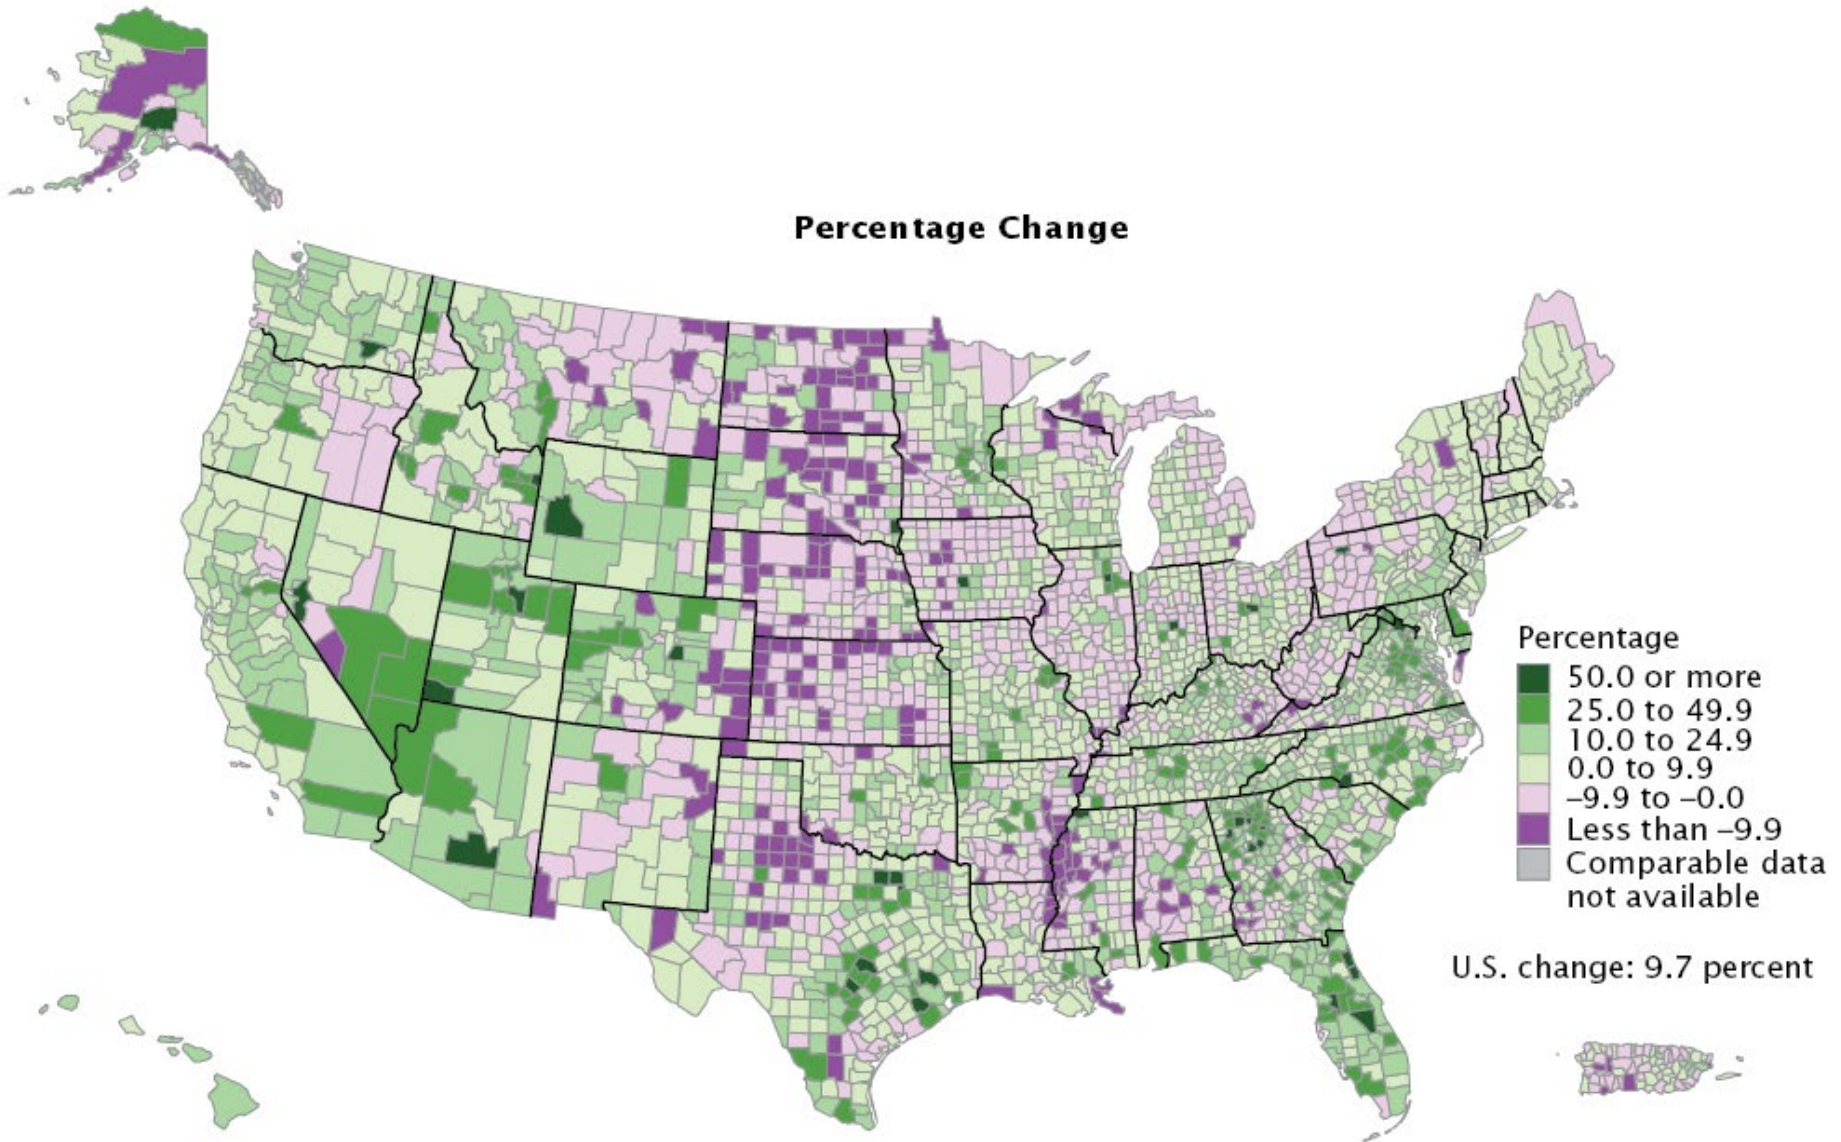 Percentage Change
Percentage
50.0 or more
25.0 to 49.9
10.0 to 24.9
0.0 to 9.9
–9.9 to –0.0
Less than –9.9
Comparable data
not available
U.S. change: 9.7 percent